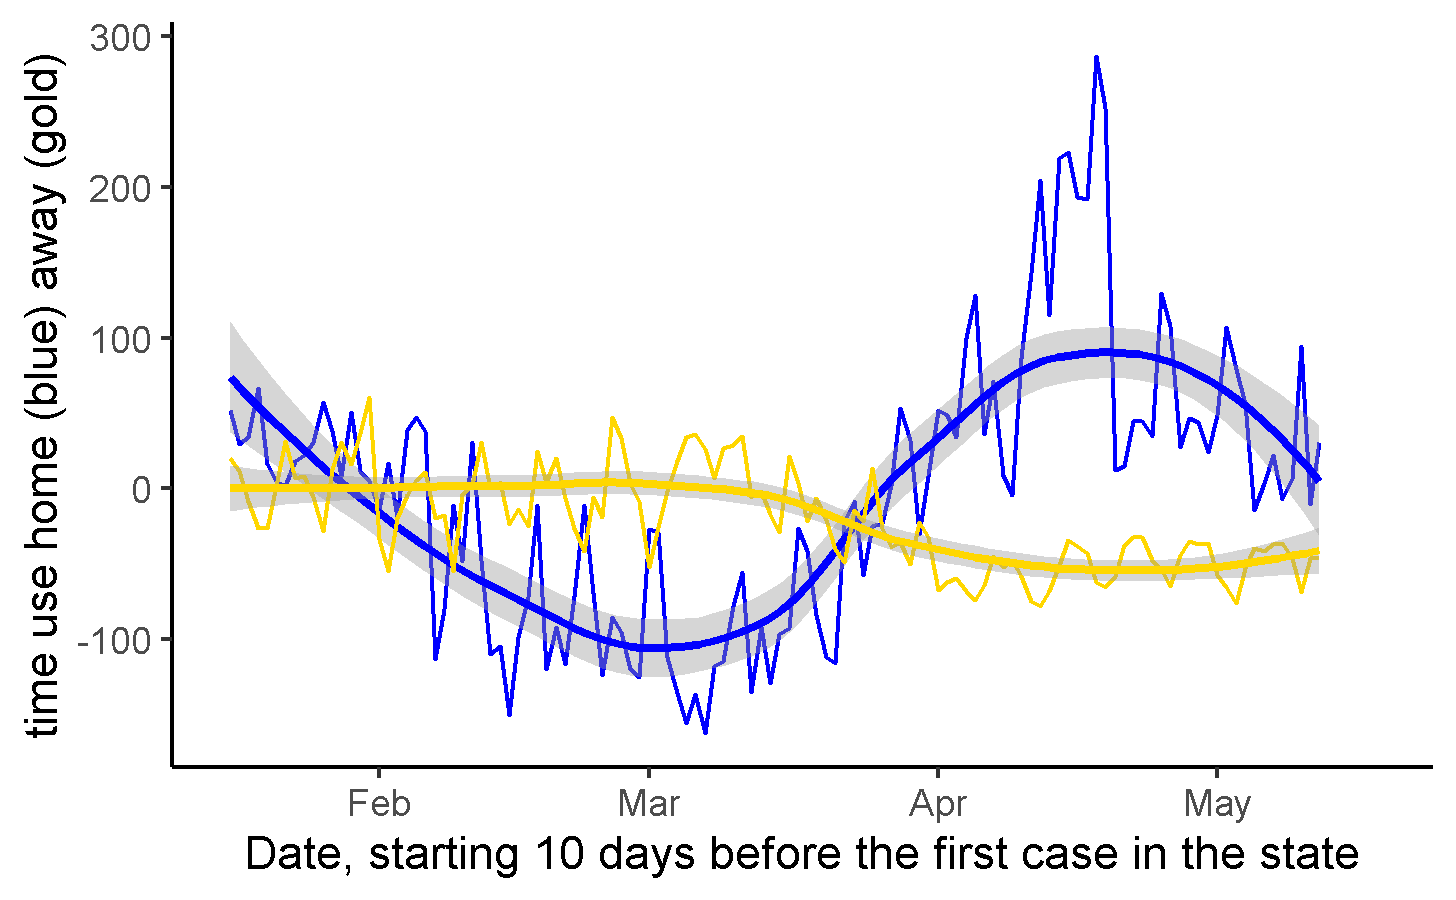 time use home (blue) away (gold)
300
200
100
0
-100
Feb Mar Apr May
Date, starting 10 days before the first case in the state